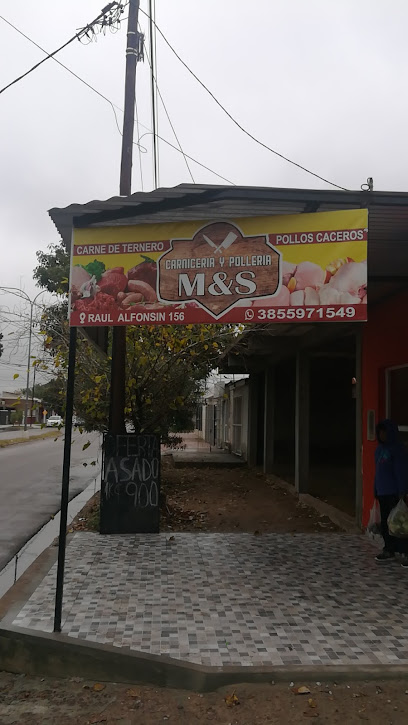 CARNE DE TERNERO
CARNICERIA Y POLLERIA
POLLOS CACEROS
M&S
RAUL ALFONSIN 156
3855971549
OFERTA
ASADO
900